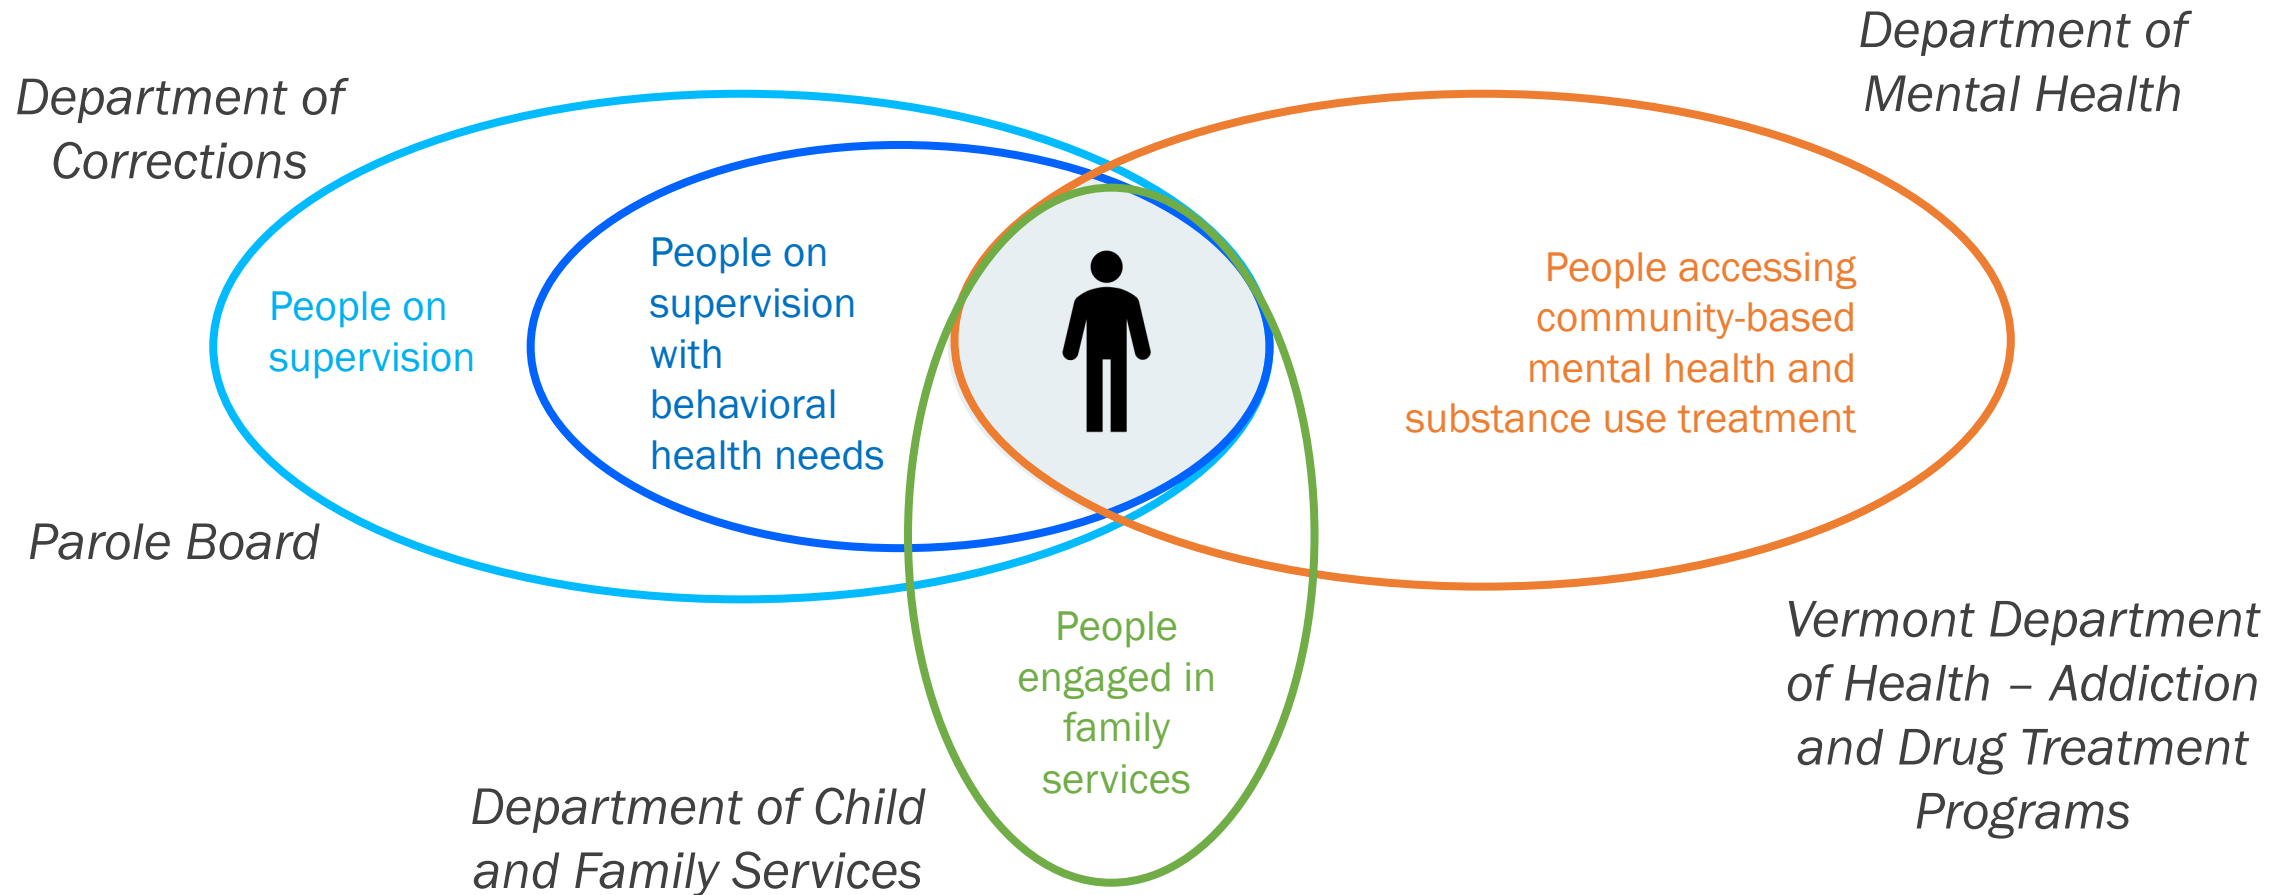 Department of
Mental Health
Department of
Corrections
People on
supervision
People on
supervision
with
behavioral
health needs
People accessing
community-based
mental health and
substance use treatment
Parole Board
People
engaged in
family
services
Vermont Department
of Health – Addiction
and Drug Treatment
Programs
Department of Child
and Family Services